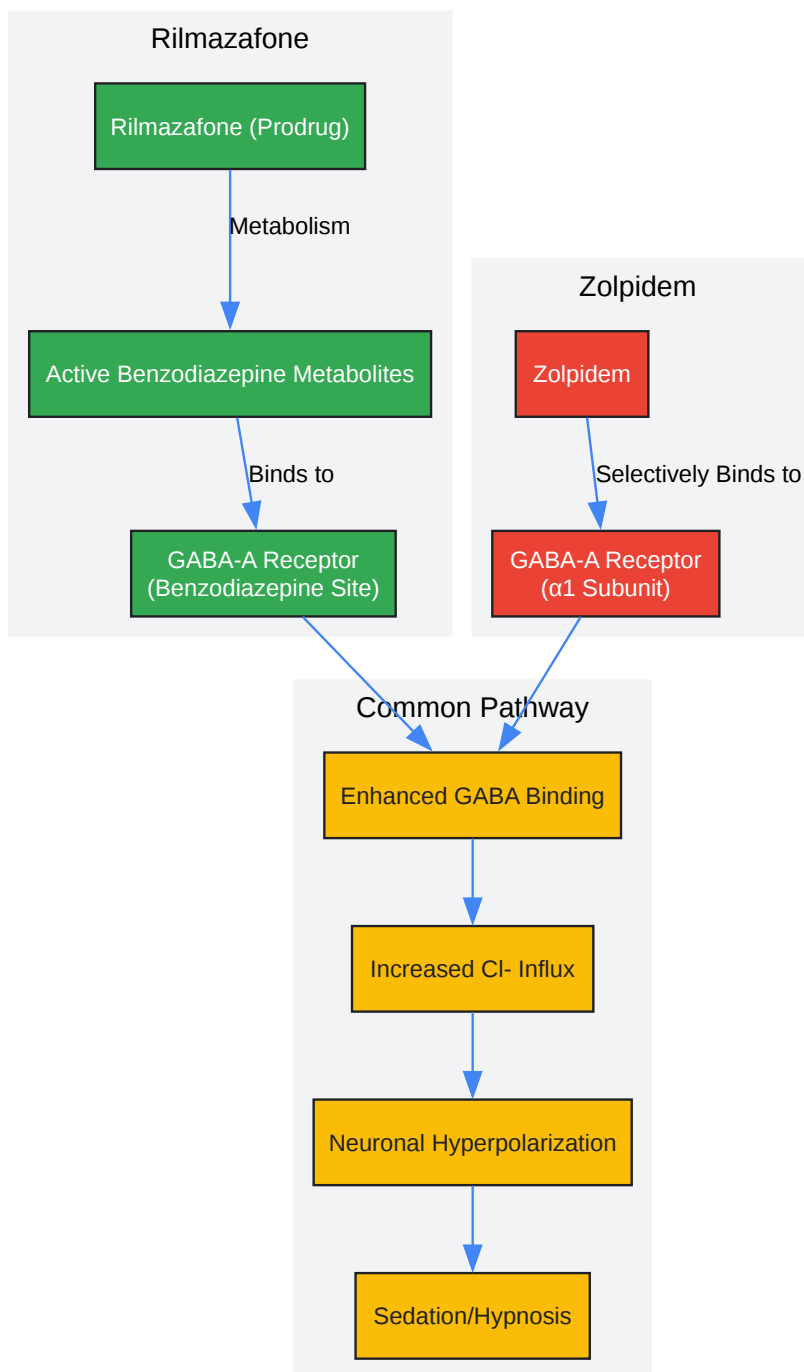 Rilmazafone
Rilmazafone (Prodrug)
Metabolism
Active Benzodiazepine Metabolites
Binds to
GABA-A Receptor
(Benzodiazepine Site)
Zolpidem
Zolpidem
Selectively Binds to
GABA-A Receptor
(α1 Subunit)
Common Pathway
Enhanced GABA Binding
Increased Cl- Influx
Neuronal Hyperpolarization
Sedation/Hypnosis